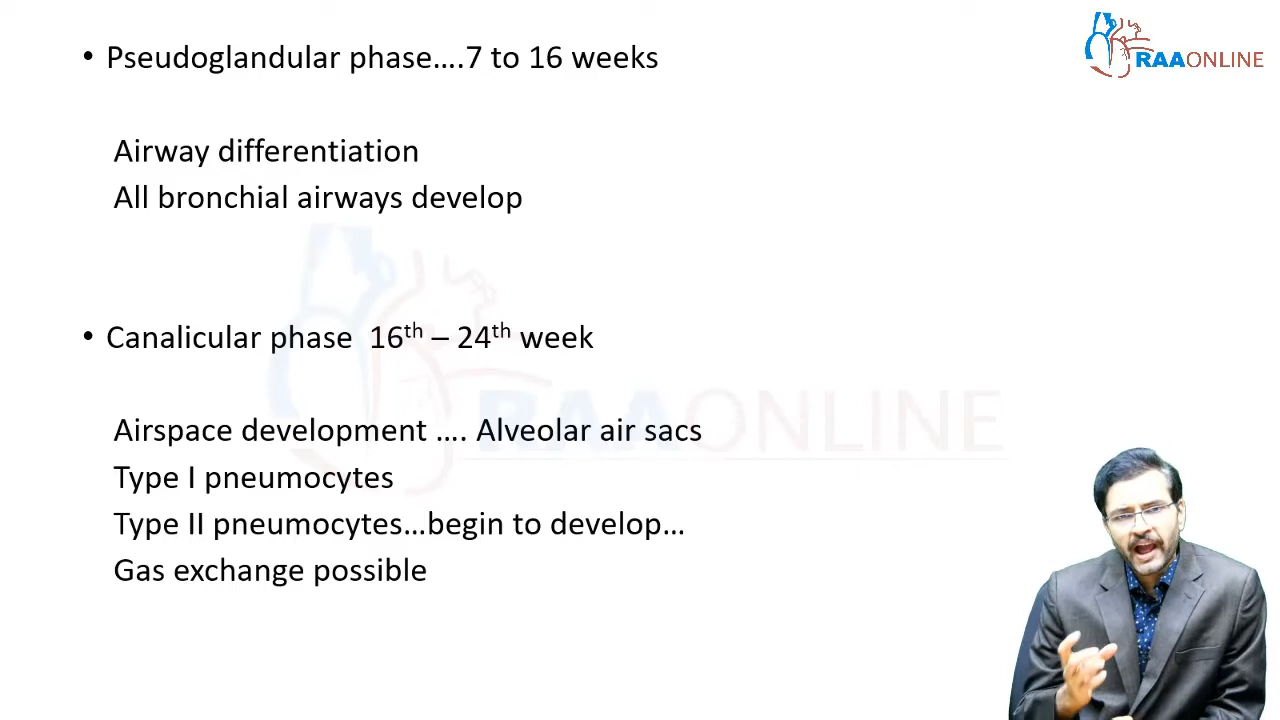 • Pseudoglandular phase….7 to 16 weeks
RAAONLINE
Airway differentiation
All bronchial airways develop
• Canalicular phase 16th – 24th week
RAAONLINE
Airspace development …. Alveolar air sacs
Type I pneumocytes
Type II pneumocytes…begin to develop…
Gas exchange possible